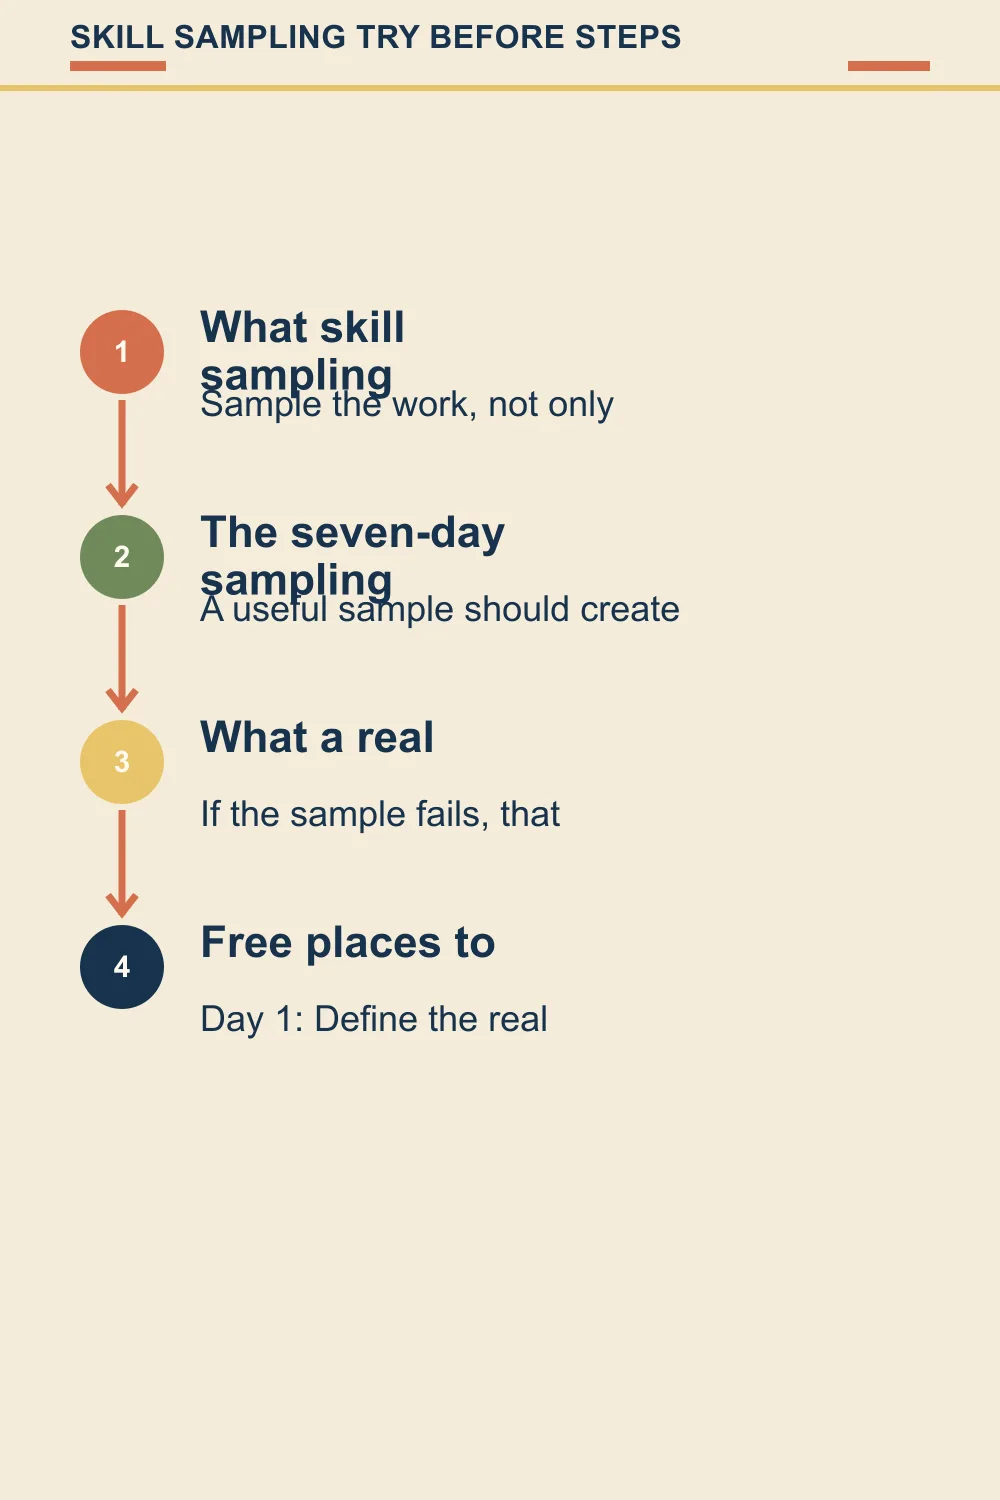 SKILL SAMPLING TRY BEFORE STEPS
1
What skill
sampling
Sample the work, not only
2
The seven-day
sampling
A useful sample should create
3
What a real
If the sample fails, that
4
Free places to
Day 1: Define the real